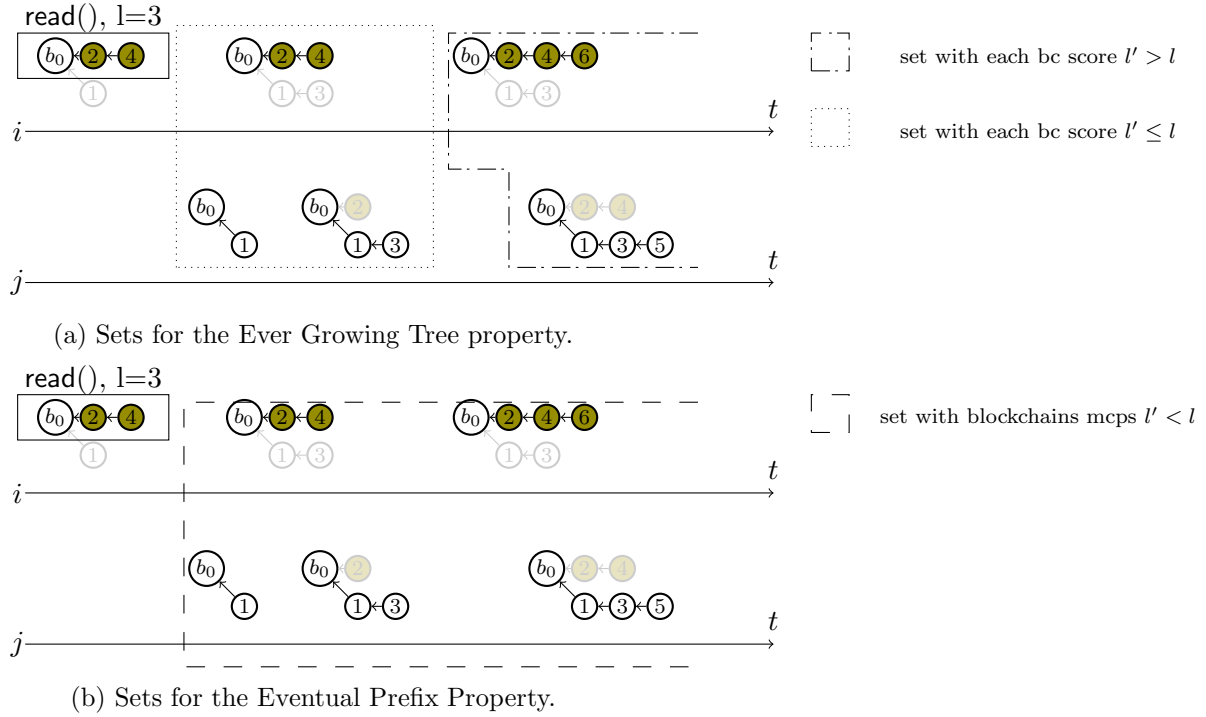 read(), l=3
b0 2 4 b0 2 4 b0 2 4 6 set with each bc score l′ > l
1 1 3 1 3
i t
set with each bc score l′ ≤ l
b0 b0 2 b0 2 4
1 1 3 1 3 5
j t
(a) Sets for the Ever Growing Tree property.
read(), l=3
b0 2 4 b0 2 4 b0 2 4 6 set with blockchains mcps l′ < l
1 1 3 1 3
i t
b0 b0 2 b0 2 4
1 1 3 1 3 5
j t
(b) Sets for the Eventual Prefix Property.